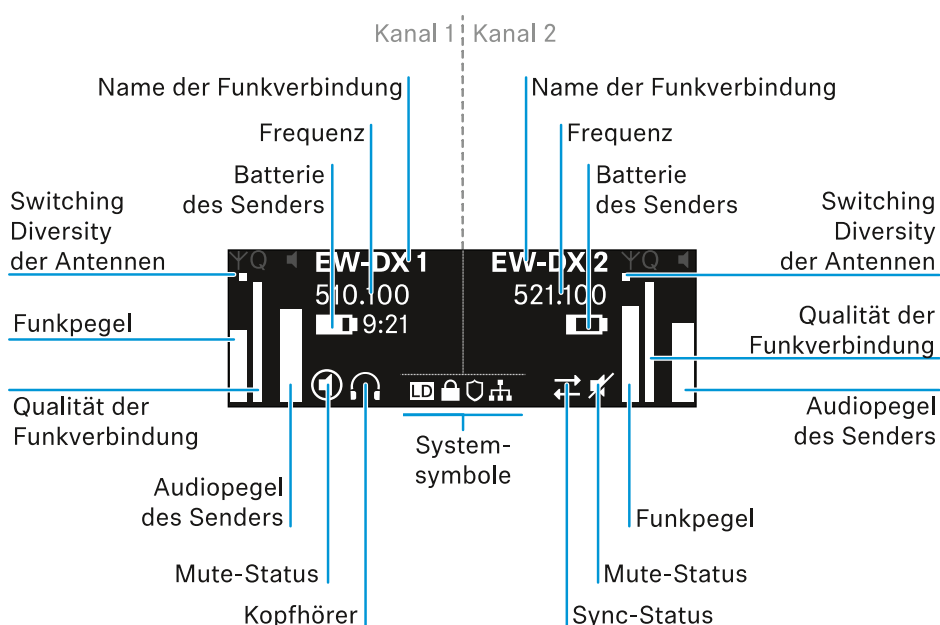 Kanal 1
Kanal 2
Name der Funkverbindung
Name der Funkverbindung
Frequenz
Frequenz
Batterie
des Senders
Batterie
des Senders
Switching
Diversity
der Antennen
Switching
Diversity
der Antennen
Q
EW-DX 1
EW-DX 2
Q
510.100
521.100
9:21
LD
Funkpegel
Qualität der
Funkverbindung
Qualität der
Funkverbindung
Audiopegel
des Senders
System-
symbole
Audiopegel
des Senders
Funkpegel
Mute-Status
Mute-Status
Kopfhörer
Sync-Status